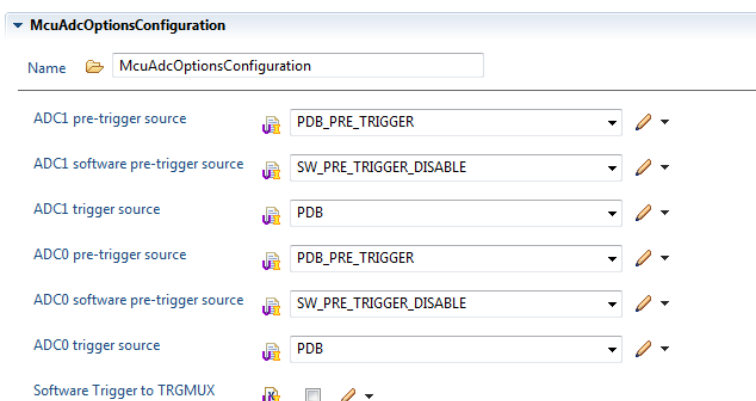 McuAdcOptionsConfiguration
Name McuAdcOptionsConfiguration
ADC1 pre-trigger source PDB_PRE_TRIGGER
ADC1 software pre-trigger source SW_PRE_TRIGGER_DISABLE
ADC1 trigger source PDB
ADC0 pre-trigger source PDB_PRE_TRIGGER
ADC0 software pre-trigger source SW_PRE_TRIGGER_DISABLE
ADC0 trigger source PDB
Software Trigger to TRGMUX